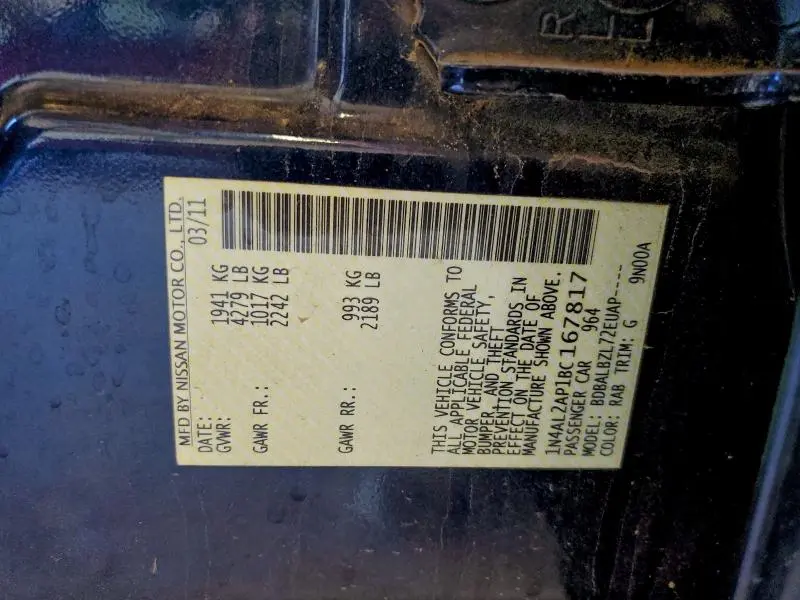 MFD BY NISSAN MOTOR CO., LTD.
DATE: 03/11
GVWR: 1941 KG
4279 LB
GAWR FR.: 1017 KG
2242 LB
GAWR RR.: 993 KG
2189 LB
THIS VEHICLE CONFORMS TO
ALL APPLICABLE FEDERAL
MOTOR VEHICLE SAFETY,
BUMPER, AND THEFT
PREVENTION STANDARDS IN
EFFECT ON THE DATE OF
MANUFACTURE SHOWN ABOVE.
1N4AL2AP1BC167817
PASSENGER CAR 964
MODEL: BDBALBZL72EUAP----
COLOR: RAB TRIM: G 9N00A